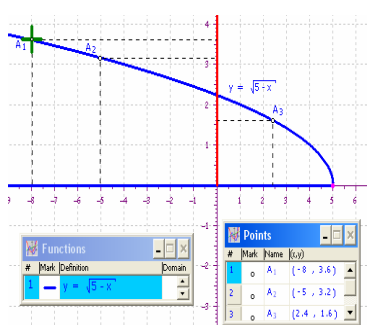 4
A1
A2
3
y = √5-x
2
A3
1
-9 -8 -7 -6 -5 -4 -3 -2 -1 1 2 3 4 5 6
-1
-2
-3
Functions
# Mark Definition Domain
1 y = √5-x
Points
# Mark Name (x,y)
1 o A1 (-8 , 3.6)
2 o A2 (-5 , 3.2)
3 o A3 (2.4 , 1.6)